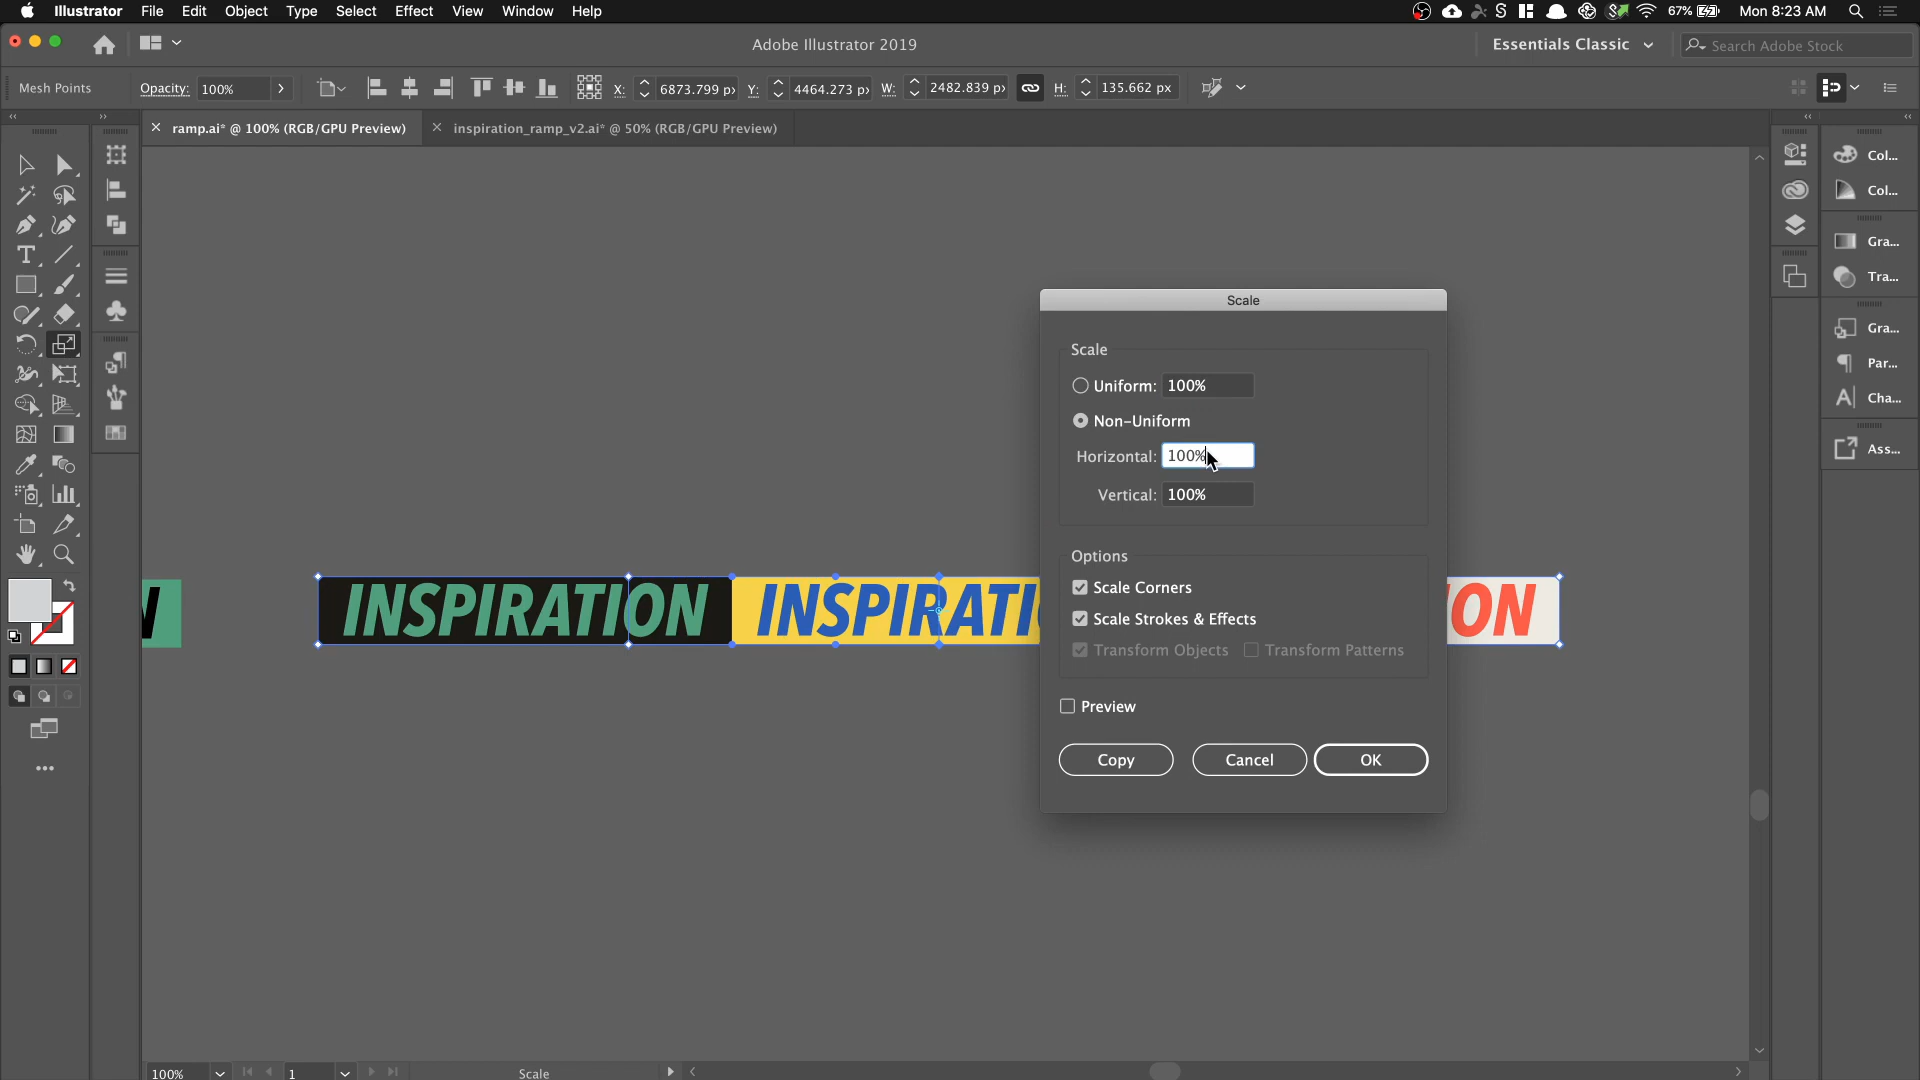 Illustrator File Edit Object Type Select Effect View Window Help 67% Mon 8:23 AM
Adobe Illustrator 2019 Essentials Classic Search Adobe Stock
Mesh Points Opacity: 100% X: 6873.799 px Y: 4464.273 px W: 2482.839 px H: 135.662 px
ramp.ai* @ 100% (RGB/GPU Preview) inspiration_ramp_v2.ai* @ 50% (RGB/GPU Preview)
Col...
Col...
Gra...
Tra...
Gra...
Par...
Cha...
Ass...
Scale
Scale
Uniform: 100%
Non-Uniform
Horizontal: 100%
Vertical: 100%
Options
Scale Corners
Scale Strokes & Effects
Transform Objects Transform Patterns
Preview
Copy Cancel OK
N INSPIRATION INSPIRATI ON
100% 1 Scale